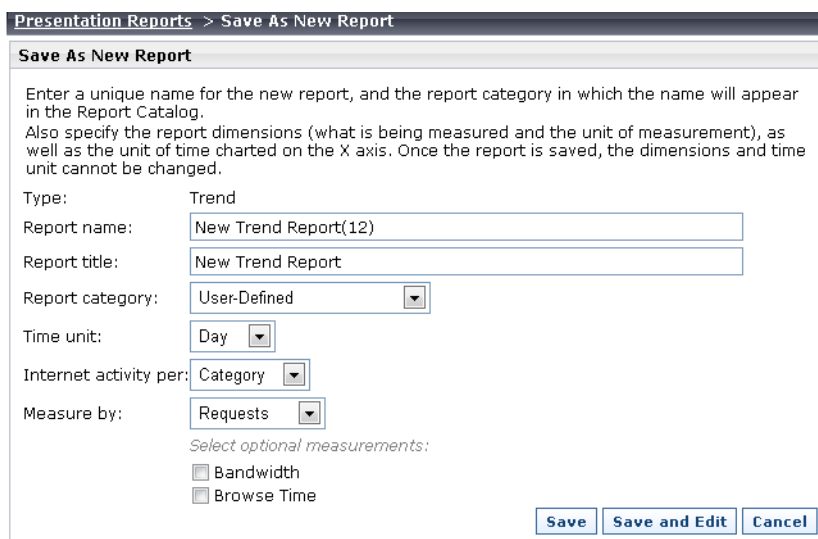 Presentation Reports > Save As New Report
Save As New Report
Enter a unique name for the new report, and the report category in which the name will appear
in the Report Catalog.
Also specify the report dimensions (what is being measured and the unit of measurement), as
well as the unit of time charted on the X axis. Once the report is saved, the dimensions and time
unit cannot be changed.
Type: Trend
Report name: New Trend Report(12)
Report title: New Trend Report
Report category: User-Defined
Time unit: Day
Internet activity per: Category
Measure by: Requests
Select optional measurements:
Bandwidth
Browse Time
Save Save and Edit Cancel